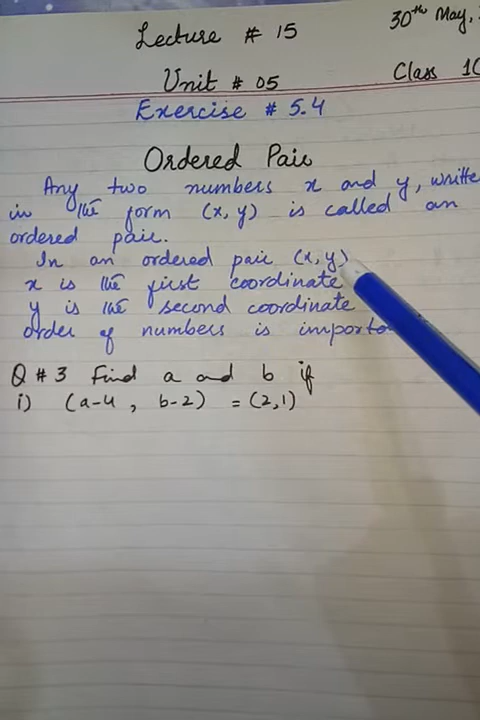 Lecture # 15
30th May,
Unit # 05
Class 10
Exercise # 5.4
Ordered Pair
Any two numbers x and y, writte
in the form (x, y) is called an
ordered pair.
In an ordered pair (x, y)
x is the first coordinate
y is the second coordinate
order of numbers is importa
Q # 3 Find a and b if
i) (a-4, b-2) = (2,1)